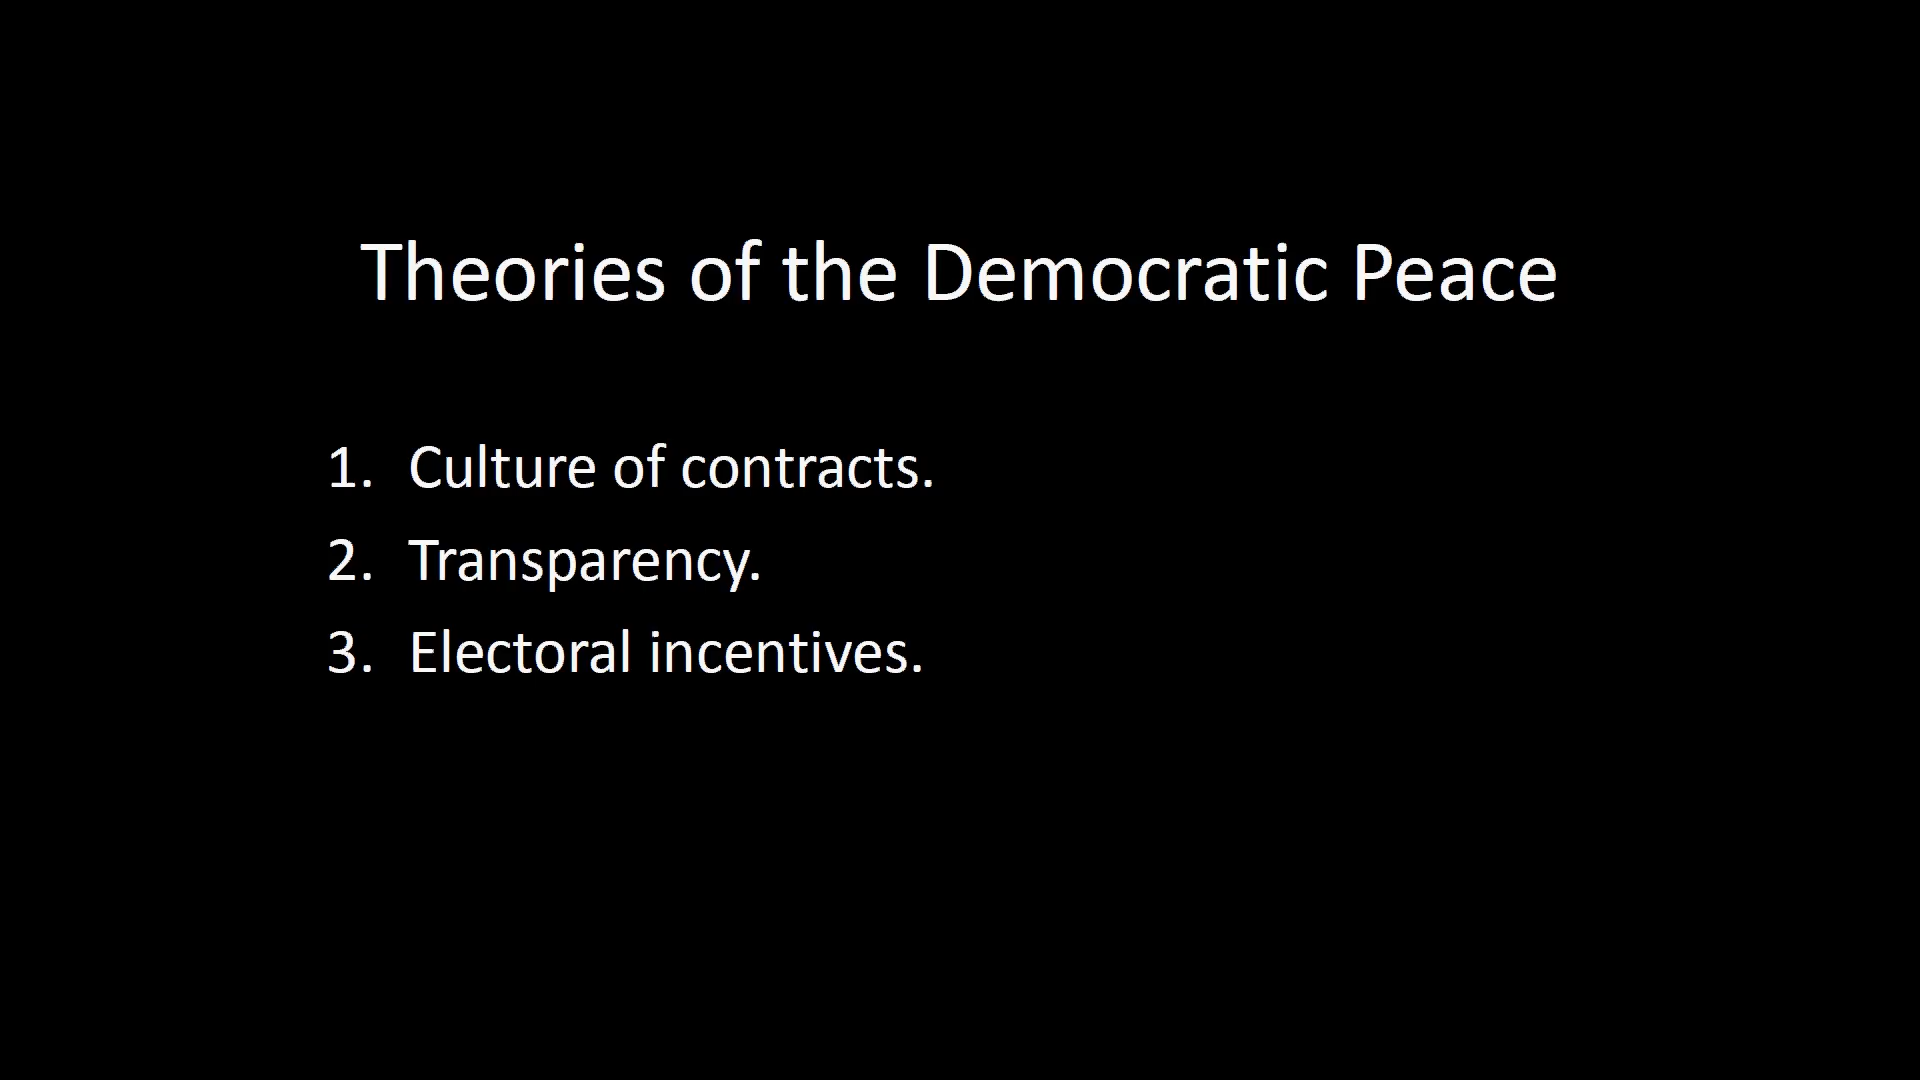 Theories of the Democratic Peace
1. Culture of contracts.
2. Transparency.
3. Electoral incentives.